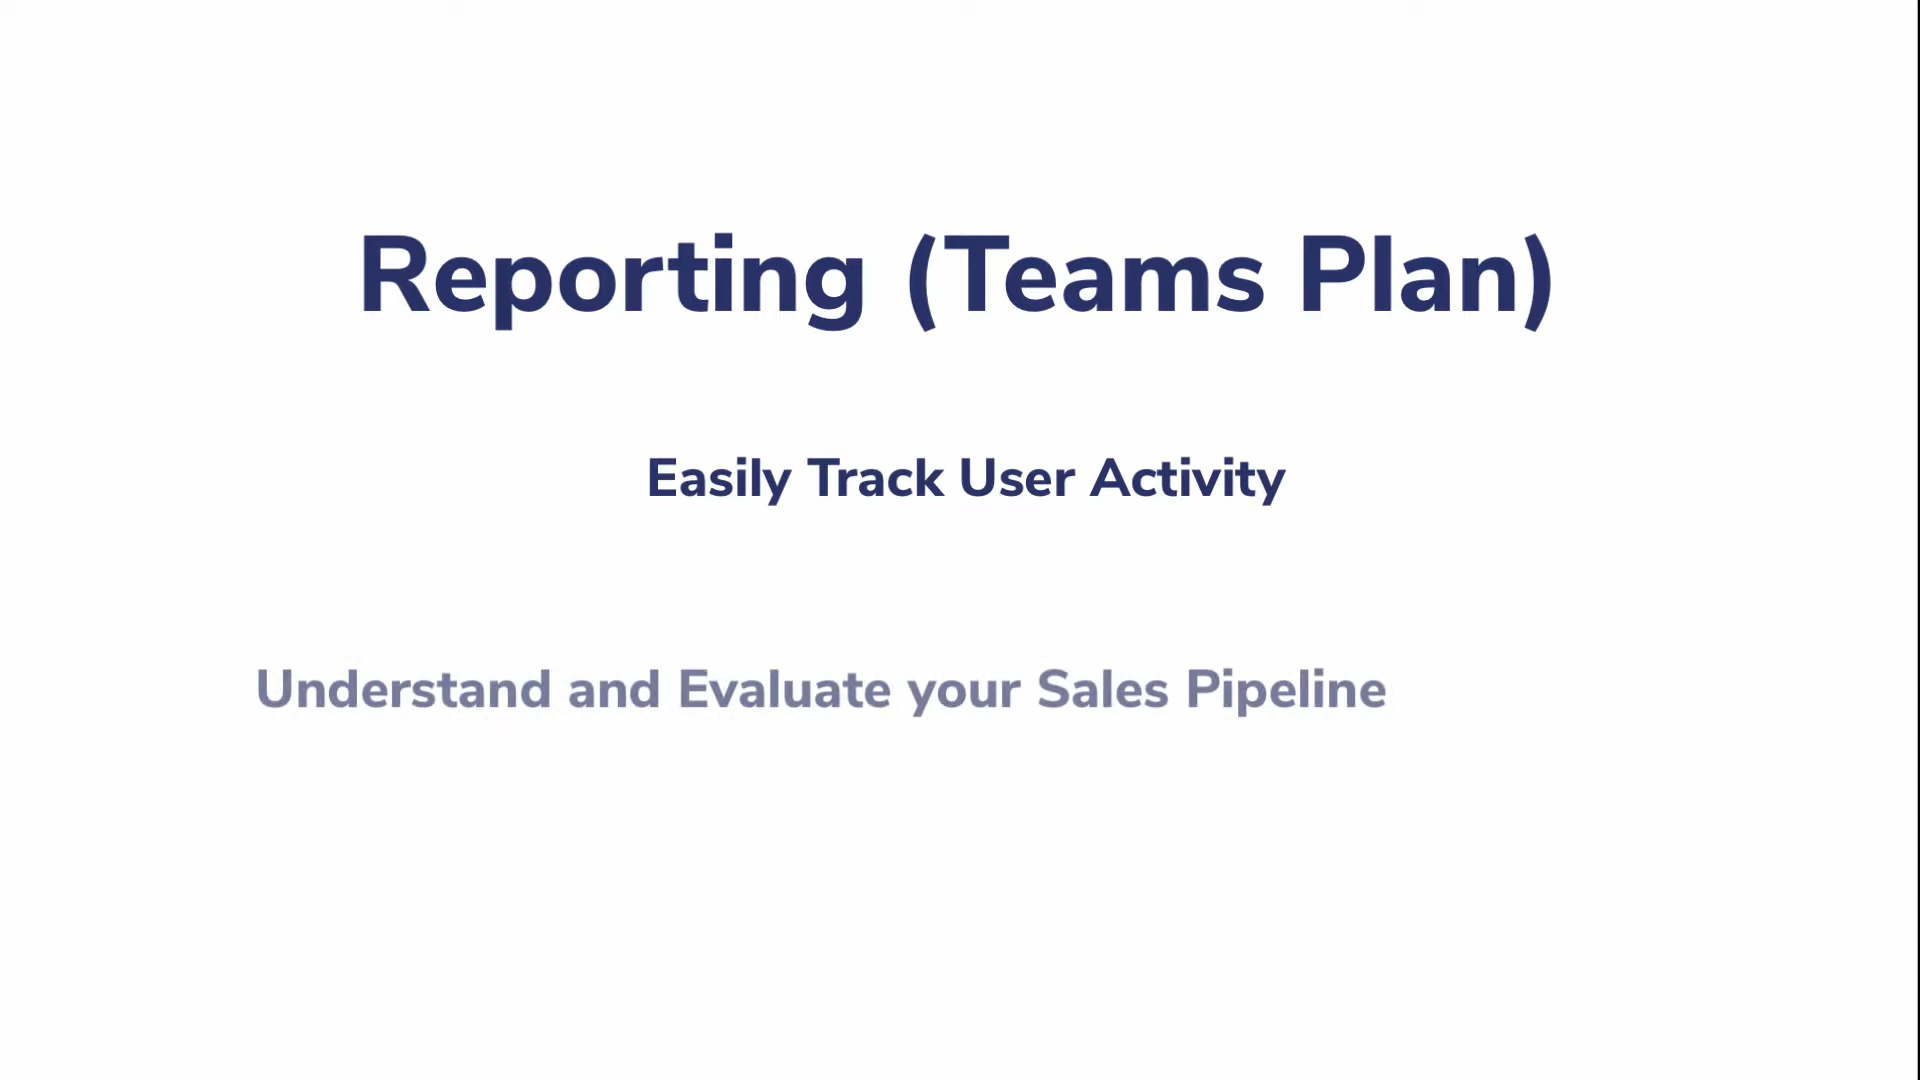 Reporting (Teams Plan)
Easily Track User Activity
Understand and Evaluate your Sales Pipeline